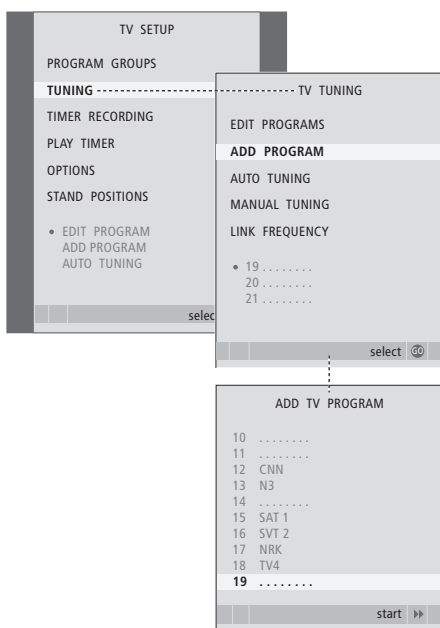 TV SETUP
PROGRAM GROUPS
TUNING
TIMER RECORDING
PLAY TIMER
OPTIONS
STAND POSITIONS
• EDIT PROGRAM
ADD PROGRAM
AUTO TUNING
selec
TV TUNING
EDIT PROGRAMS
ADD PROGRAM
AUTO TUNING
MANUAL TUNING
LINK FREQUENCY
• 19 ........
20 ........
21 ........
select GO
ADD TV PROGRAM
10 ........
11 ........
12 CNN
13 N3
14 ........
15 SAT 1
16 SVT 2
17 NRK
18 TV4
19 ........
start